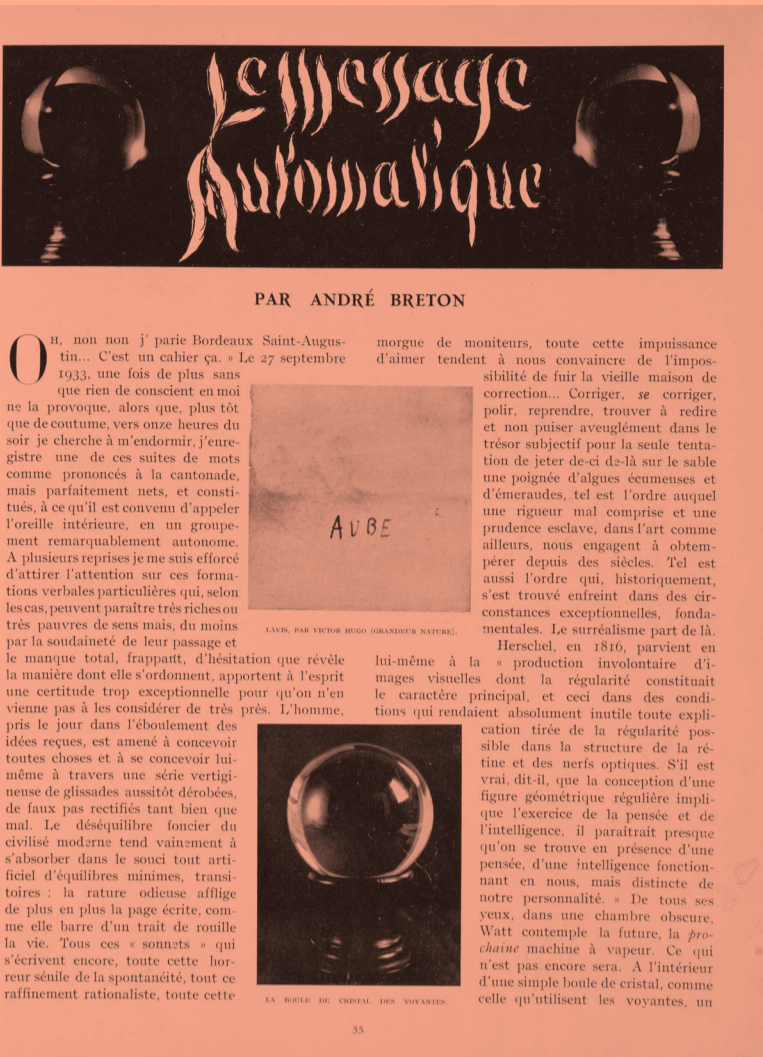 Le Message
Automatique
PAR ANDRÉ BRETON
OH, non non j' parie Bordeaux Saint-Augus-
tin... C'est un cahier ça. » Le 27 septembre
1933, une fois de plus sans
que rien de conscient en moi
ne la provoque, alors que, plus tôt
que de coutume, vers onze heures du
soir je cherche à m'endormir, j'enre-
gistre une de ces suites de mots
comme prononcés à la cantonade,
mais parfaitement nets, et consti-
tués, à ce qu'il est convenu d'appeler
l'oreille intérieure, en un groupe-
ment remarquablement autonome.
A plusieurs reprises je me suis efforcé
d'attirer l'attention sur ces forma-
tions verbales particulières qui, selon
les cas, peuvent paraître très riches ou
très pauvres de sens mais, du moins
par la soudaineté de leur passage et
le manque total, frappant, d'hésitation que révèle
la manière dont elle s'ordonnent, apportent à l'esprit
une certitude trop exceptionnelle pour qu'on n'en
vienne pas à les considérer de très près. L'homme,
pris le jour dans l'éboulement des
idées reçues, est amené à concevoir
toutes choses et à se concevoir lui-
même à travers une série vertigi-
neuse de glissades aussitôt dérobées,
de faux pas rectifiés tant bien que
mal. Le déséquilibre foncier du
civilisé moderne tend vainement à
s'absorber dans le souci tout arti-
ficiel d'équilibres minimes, transi-
toires : la rature odieuse afflige
de plus en plus la page écrite, com-
me elle barre d'un trait de rouille
la vie. Tous ces « sonnets » qui
s'écrivent encore, toute cette hor-
reur sénile de la spontanéité, tout ce
raffinement rationaliste, toute cette
AUBE
LAVIS, PAR VICTOR HUGO (GRANDEUR NATURE).
LA BOULE DE CRISTAL DES VOYANTES.
morgue de moniteurs, toute cette impuissance
d'aimer tendent à nous convaincre de l'impos-
sibilité de fuir la vieille maison de
correction... Corriger, se corriger,
polir, reprendre, trouver à redire
et non puiser aveuglément dans le
trésor subjectif pour la seule tenta-
tion de jeter de-ci de-là sur le sable
une poignée d'algues écumeuses et
d'émeraudes, tel est l'ordre auquel
une rigueur mal comprise et une
prudence esclave, dans l'art comme
ailleurs, nous engagent à obtem-
pérer depuis des siècles. Tel est
aussi l'ordre qui, historiquement,
s'est trouvé enfreint dans des cir-
constances exceptionnelles, fonda-
mentales. Le surréalisme part de là.
Herschel, en 1816, parvient en
lui-même à la « production involontaire d'i-
mages visuelles dont la régularité constituait
le caractère principal, et ceci dans des condi-
tions qui rendaient absolument inutile toute expli-
cation tirée de la régularité pos-
sible dans la structure de la ré-
tine et des nerfs optiques. S'il est
vrai, dit-il, que la conception d'une
figure géométrique régulière impli-
que l'exercice de la pensée et de
l'intelligence, il paraîtrait presque
qu'on se trouve en présence d'une
pensée, d'une intelligence fonction-
nant en nous, mais distincte de
notre personnalité. » De tous ses
yeux, dans une chambre obscure,
Watt contemple la future, la pro-
chaine machine à vapeur. Ce qui
n'est pas encore sera. A l'intérieur
d'une simple boule de cristal, comme
celle qu'utilisent les voyantes, un
55